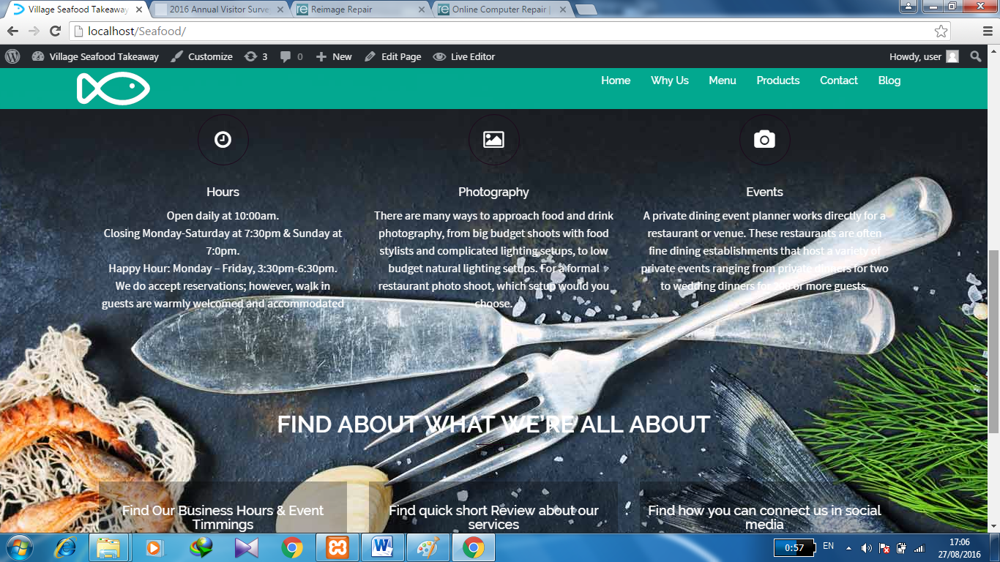 Village Seafood Takeaway
2016 Annual Visitor Surve
Reimage Repair
Online Computer Repair |
localhost/Seafood/
Village Seafood Takeaway
Customize
3
0
New
Edit Page
Live Editor
Howdy, user
Home
Why Us
Menu
Products
Contact
Blog
Hours
Open daily at 10:00am.
Closing Monday-Saturday at 7:30pm & Sunday at
7:0pm.
Happy Hour: Monday – Friday, 3:30pm-6:30pm.
We do accept reservations; however, walk in
guests are warmly welcomed and accommodated
Photography
There are many ways to approach food and drink
photography, from big budget shoots with food
stylists and complicated lighting setups, to low
budget natural lighting setups. For a formal
restaurant photo shoot, which setup would you
choose.
Events
A private dining event planner works directly for a
restaurant or venue. These restaurants are often
fine dining establishments that host a variety of
private events ranging from private dinners for two
to wedding dinners for 200 or more guests.
FIND ABOUT WHAT WE'RE ALL ABOUT
Find Our Business Hours & Event
Timmings
Find quick short Review about our
services
Find how you can connect us in social
media
0:57
EN
17:06
27/08/2016